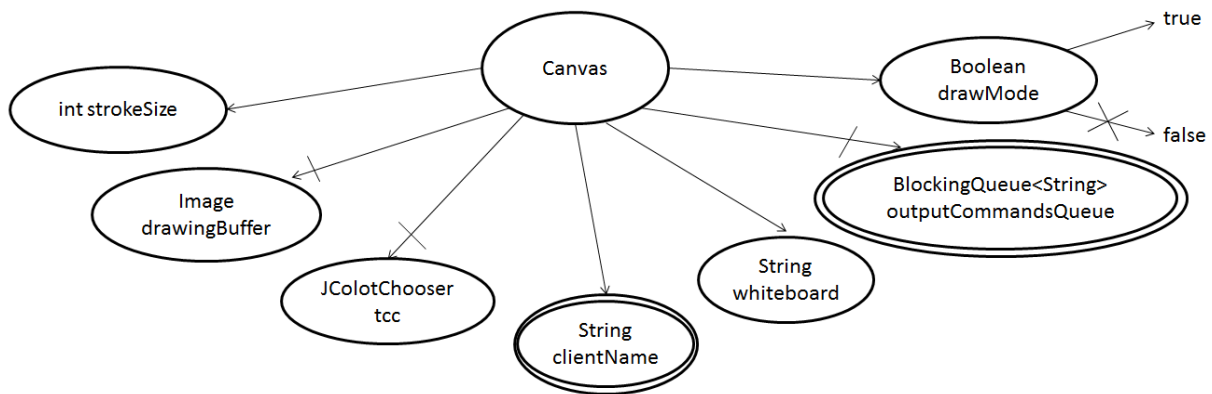 Canvas
int strokeSize
Image
drawingBuffer
JColotChooser
tcc
String
clientName
String
whiteboard
BlockingQueue<String>
outputCommandsQueue
Boolean
drawMode
true
false